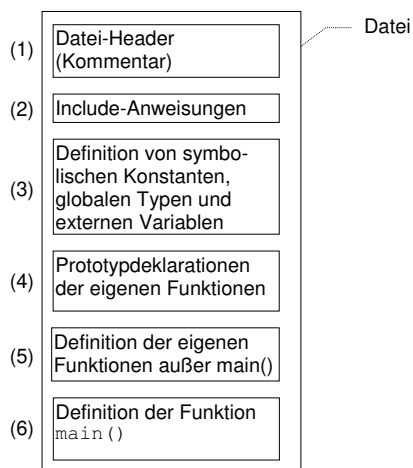 Datei
(1)
Datei-Header
(Kommentar)
(2)
Include-Anweisungen
(3)
Definition von symbo-
lischen Konstanten,
globalen Typen und
externen Variablen
(4)
Prototypdeklarationen
der eigenen Funktionen
(5)
Definition der eigenen
Funktionen außer main()
(6)
Definition der Funktion
main()